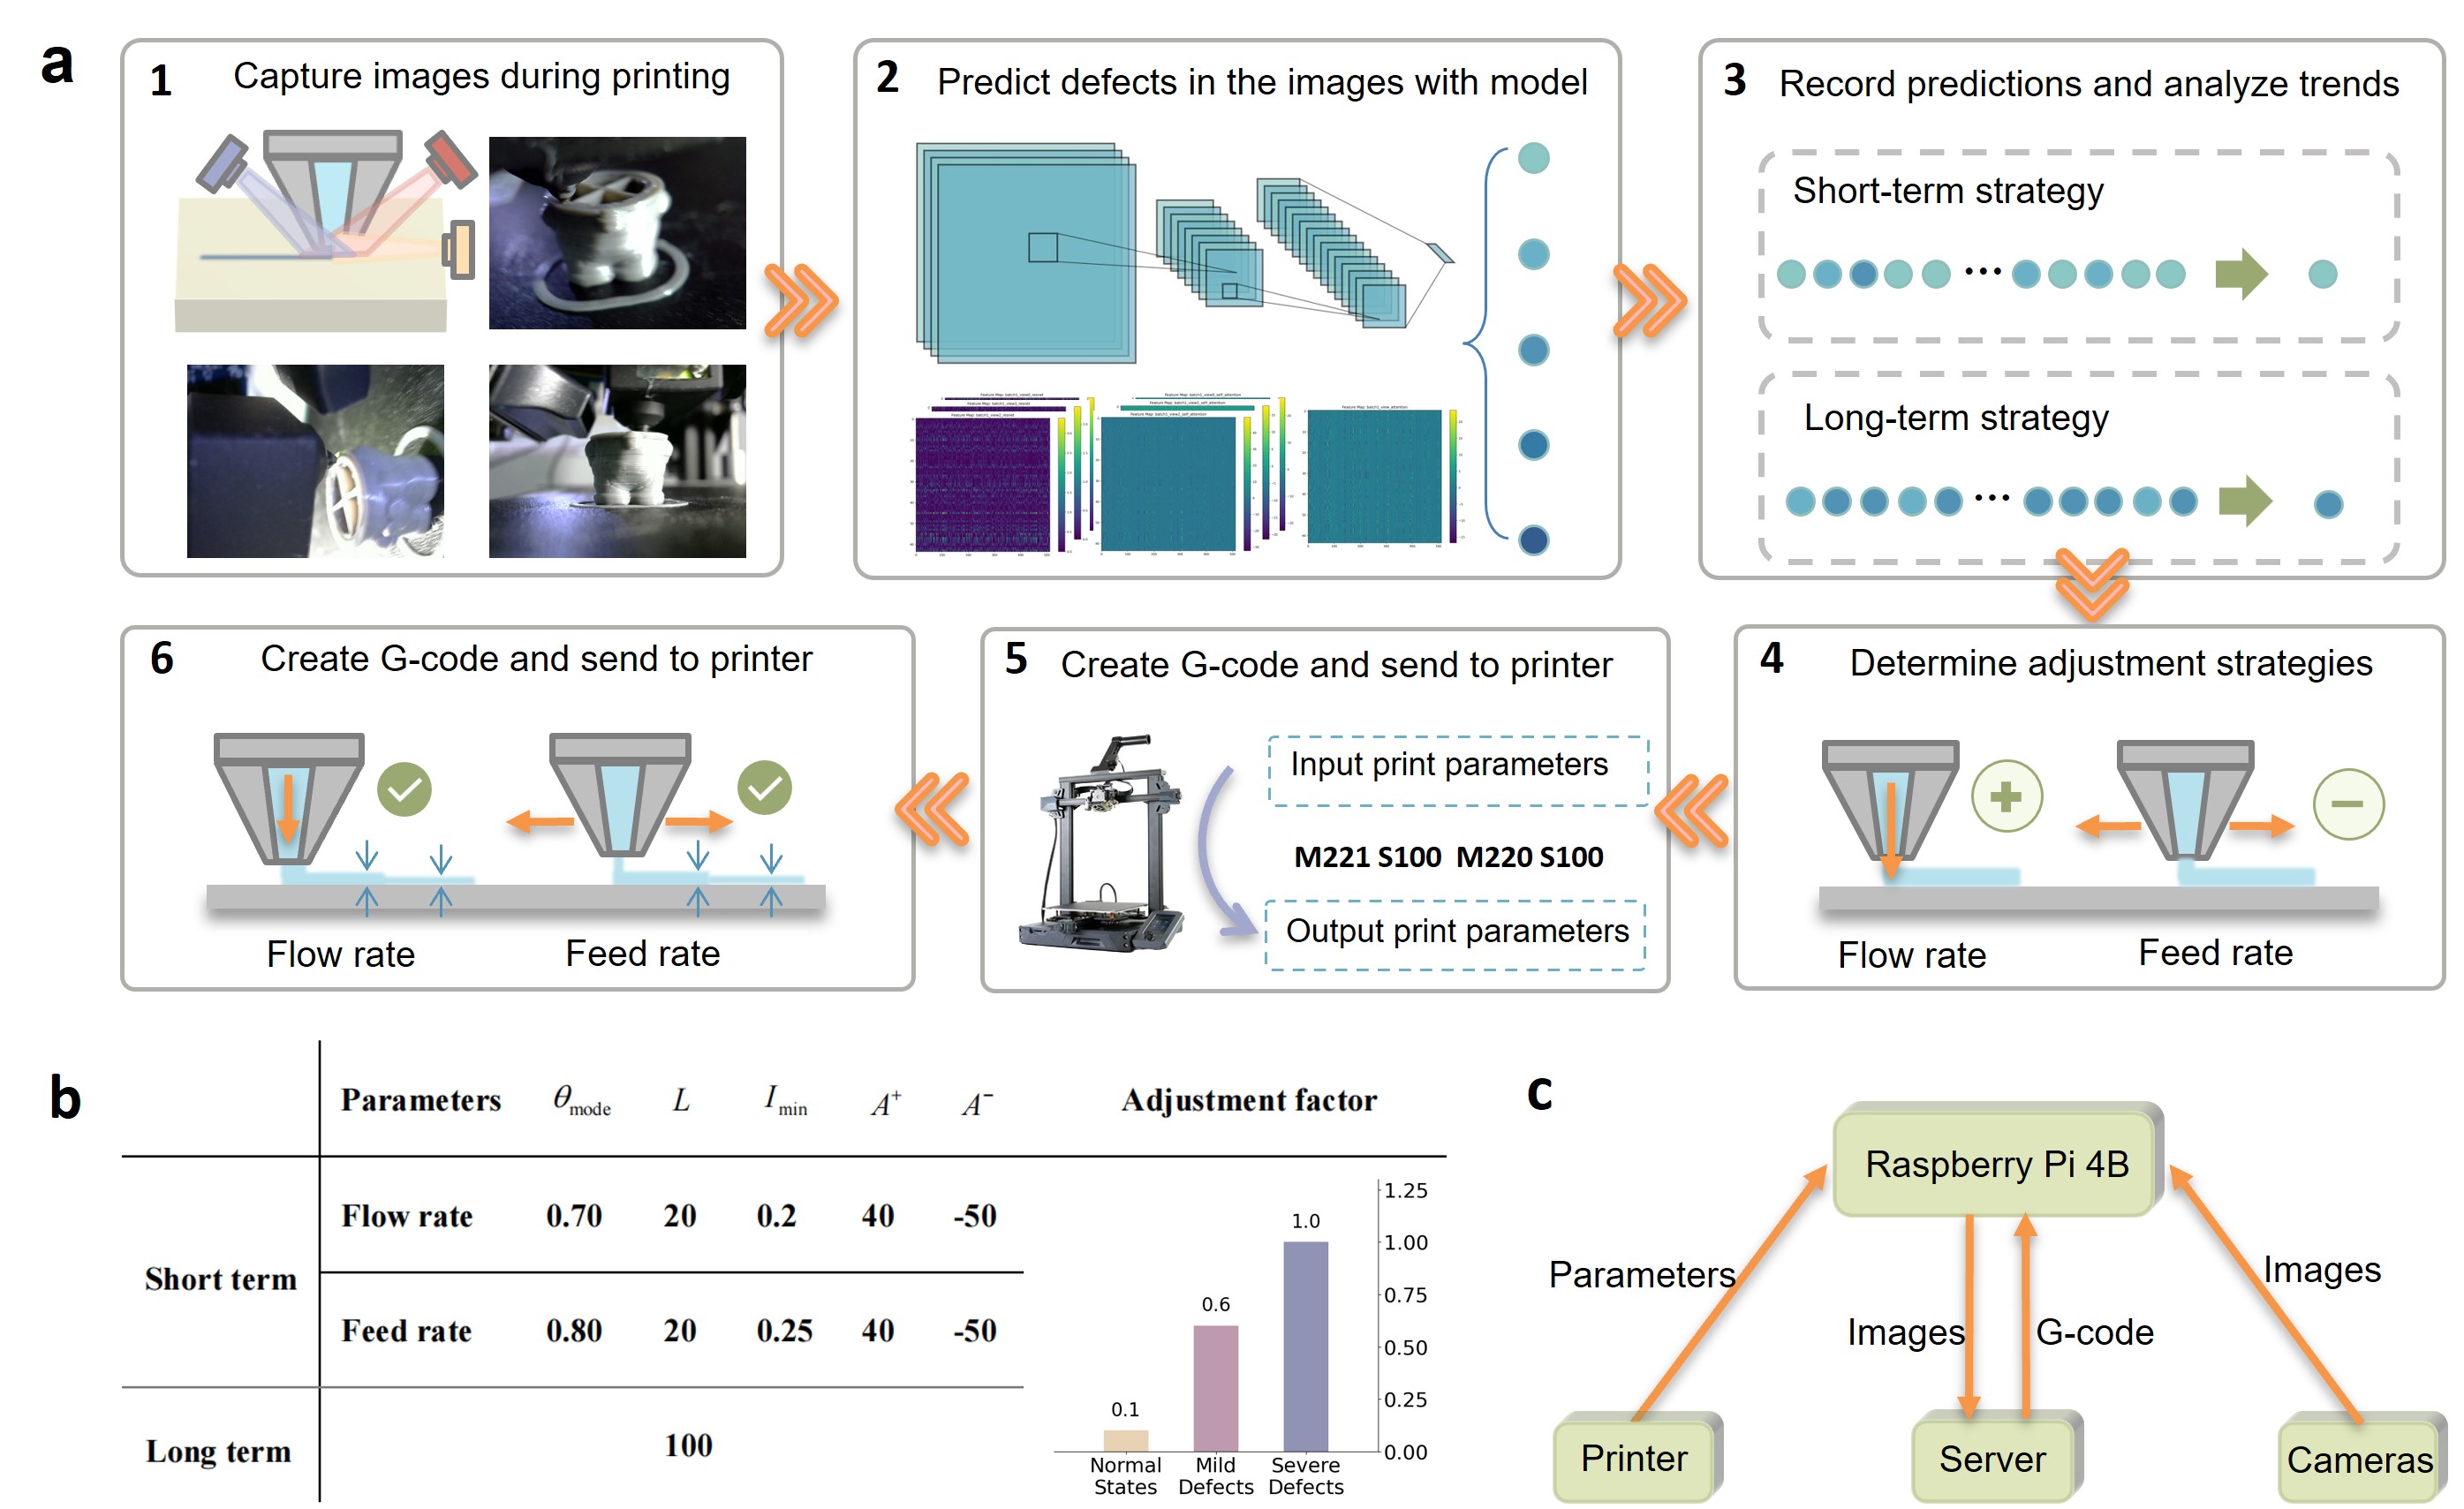 a
1 Capture images during printing
2 Predict defects in the images with model
3 Record predictions and analyze trends
Short-term strategy
...
Long-term strategy
...
6 Create G-code and send to printer
Flow rate Feed rate
5 Create G-code and send to printer
Input print parameters
M221 S100 M220 S100
Output print parameters
4 Determine adjustment strategies
Flow rate Feed rate
b
Parameters θmode L Imin A+ A− Adjustment factor
Short term
Flow rate 0.70 20 0.2 40 -50
Feed rate 0.80 20 0.25 40 -50
Long term 100
1.25
1.00
0.75
0.50
0.25
0.00
0.1
0.6
1.0
Normal States
Mild Defects
Severe Defects
c
Raspberry Pi 4B
Parameters
Images
G-code
Images
Printer
Server
Cameras